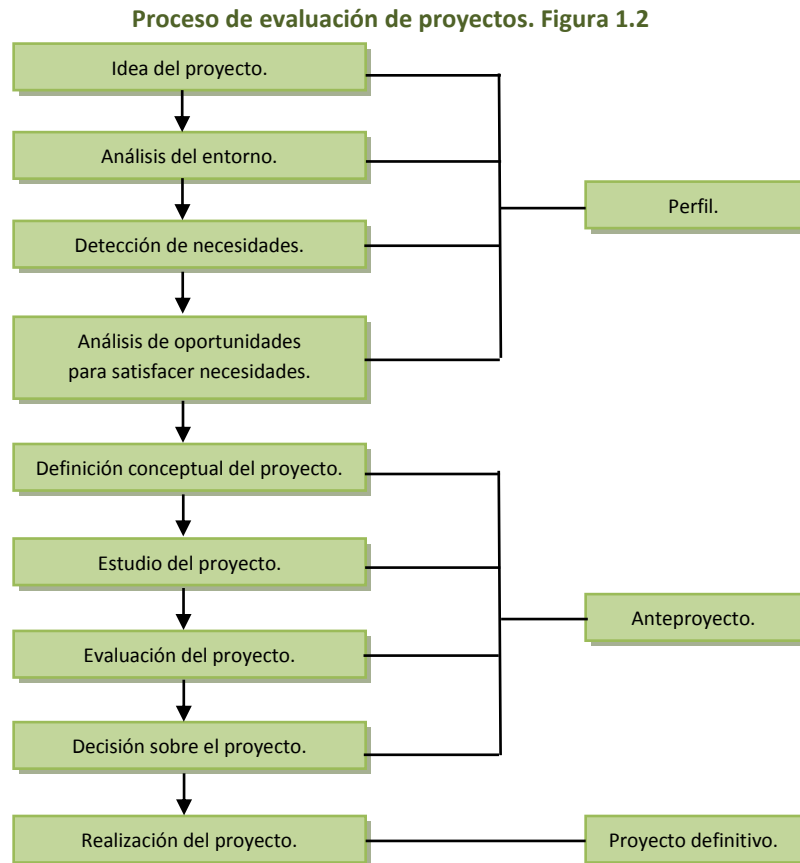 Proceso de evaluación de proyectos. Figura 1.2
Idea del proyecto.
Análisis del entorno.
Perfil.
Detección de necesidades.
Análisis de oportunidades
para satisfacer necesidades.
Definición conceptual del proyecto.
Estudio del proyecto.
Anteproyecto.
Evaluación del proyecto.
Decisión sobre el proyecto.
Realización del proyecto.
Proyecto definitivo.